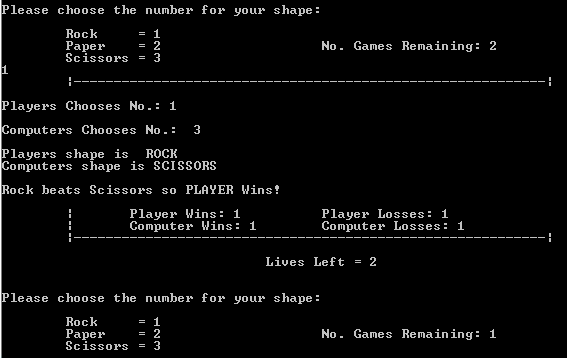 Please choose the number for your shape:
Rock = 1
Paper = 2 No. Games Remaining: 2
Scissors = 3
1
|-----------------------------------------------------------|
Players Chooses No.: 1
Computers Chooses No.: 3
Players shape is ROCK
Computers shape is SCISSORS
Rock beats Scissors so PLAYER Wins!
| Player Wins: 1 Player Losses: 1
| Computer Wins: 1 Computer Losses: 1
|-----------------------------------------------------------|
Lives Left = 2
Please choose the number for your shape:
Rock = 1
Paper = 2 No. Games Remaining: 1
Scissors = 3